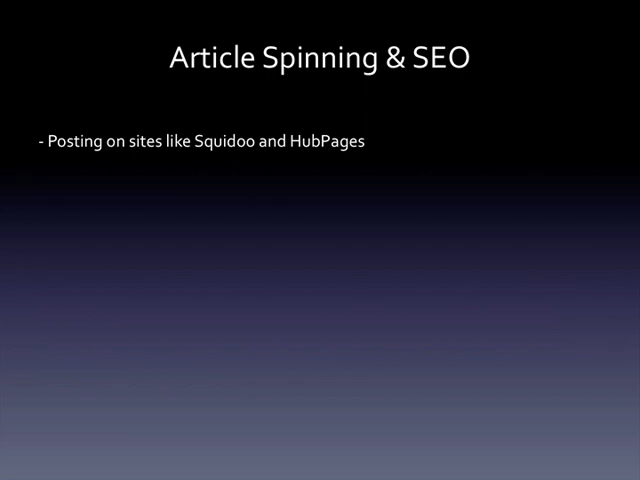 Article Spinning & SEO
- Posting on sites like Squidoo and HubPages